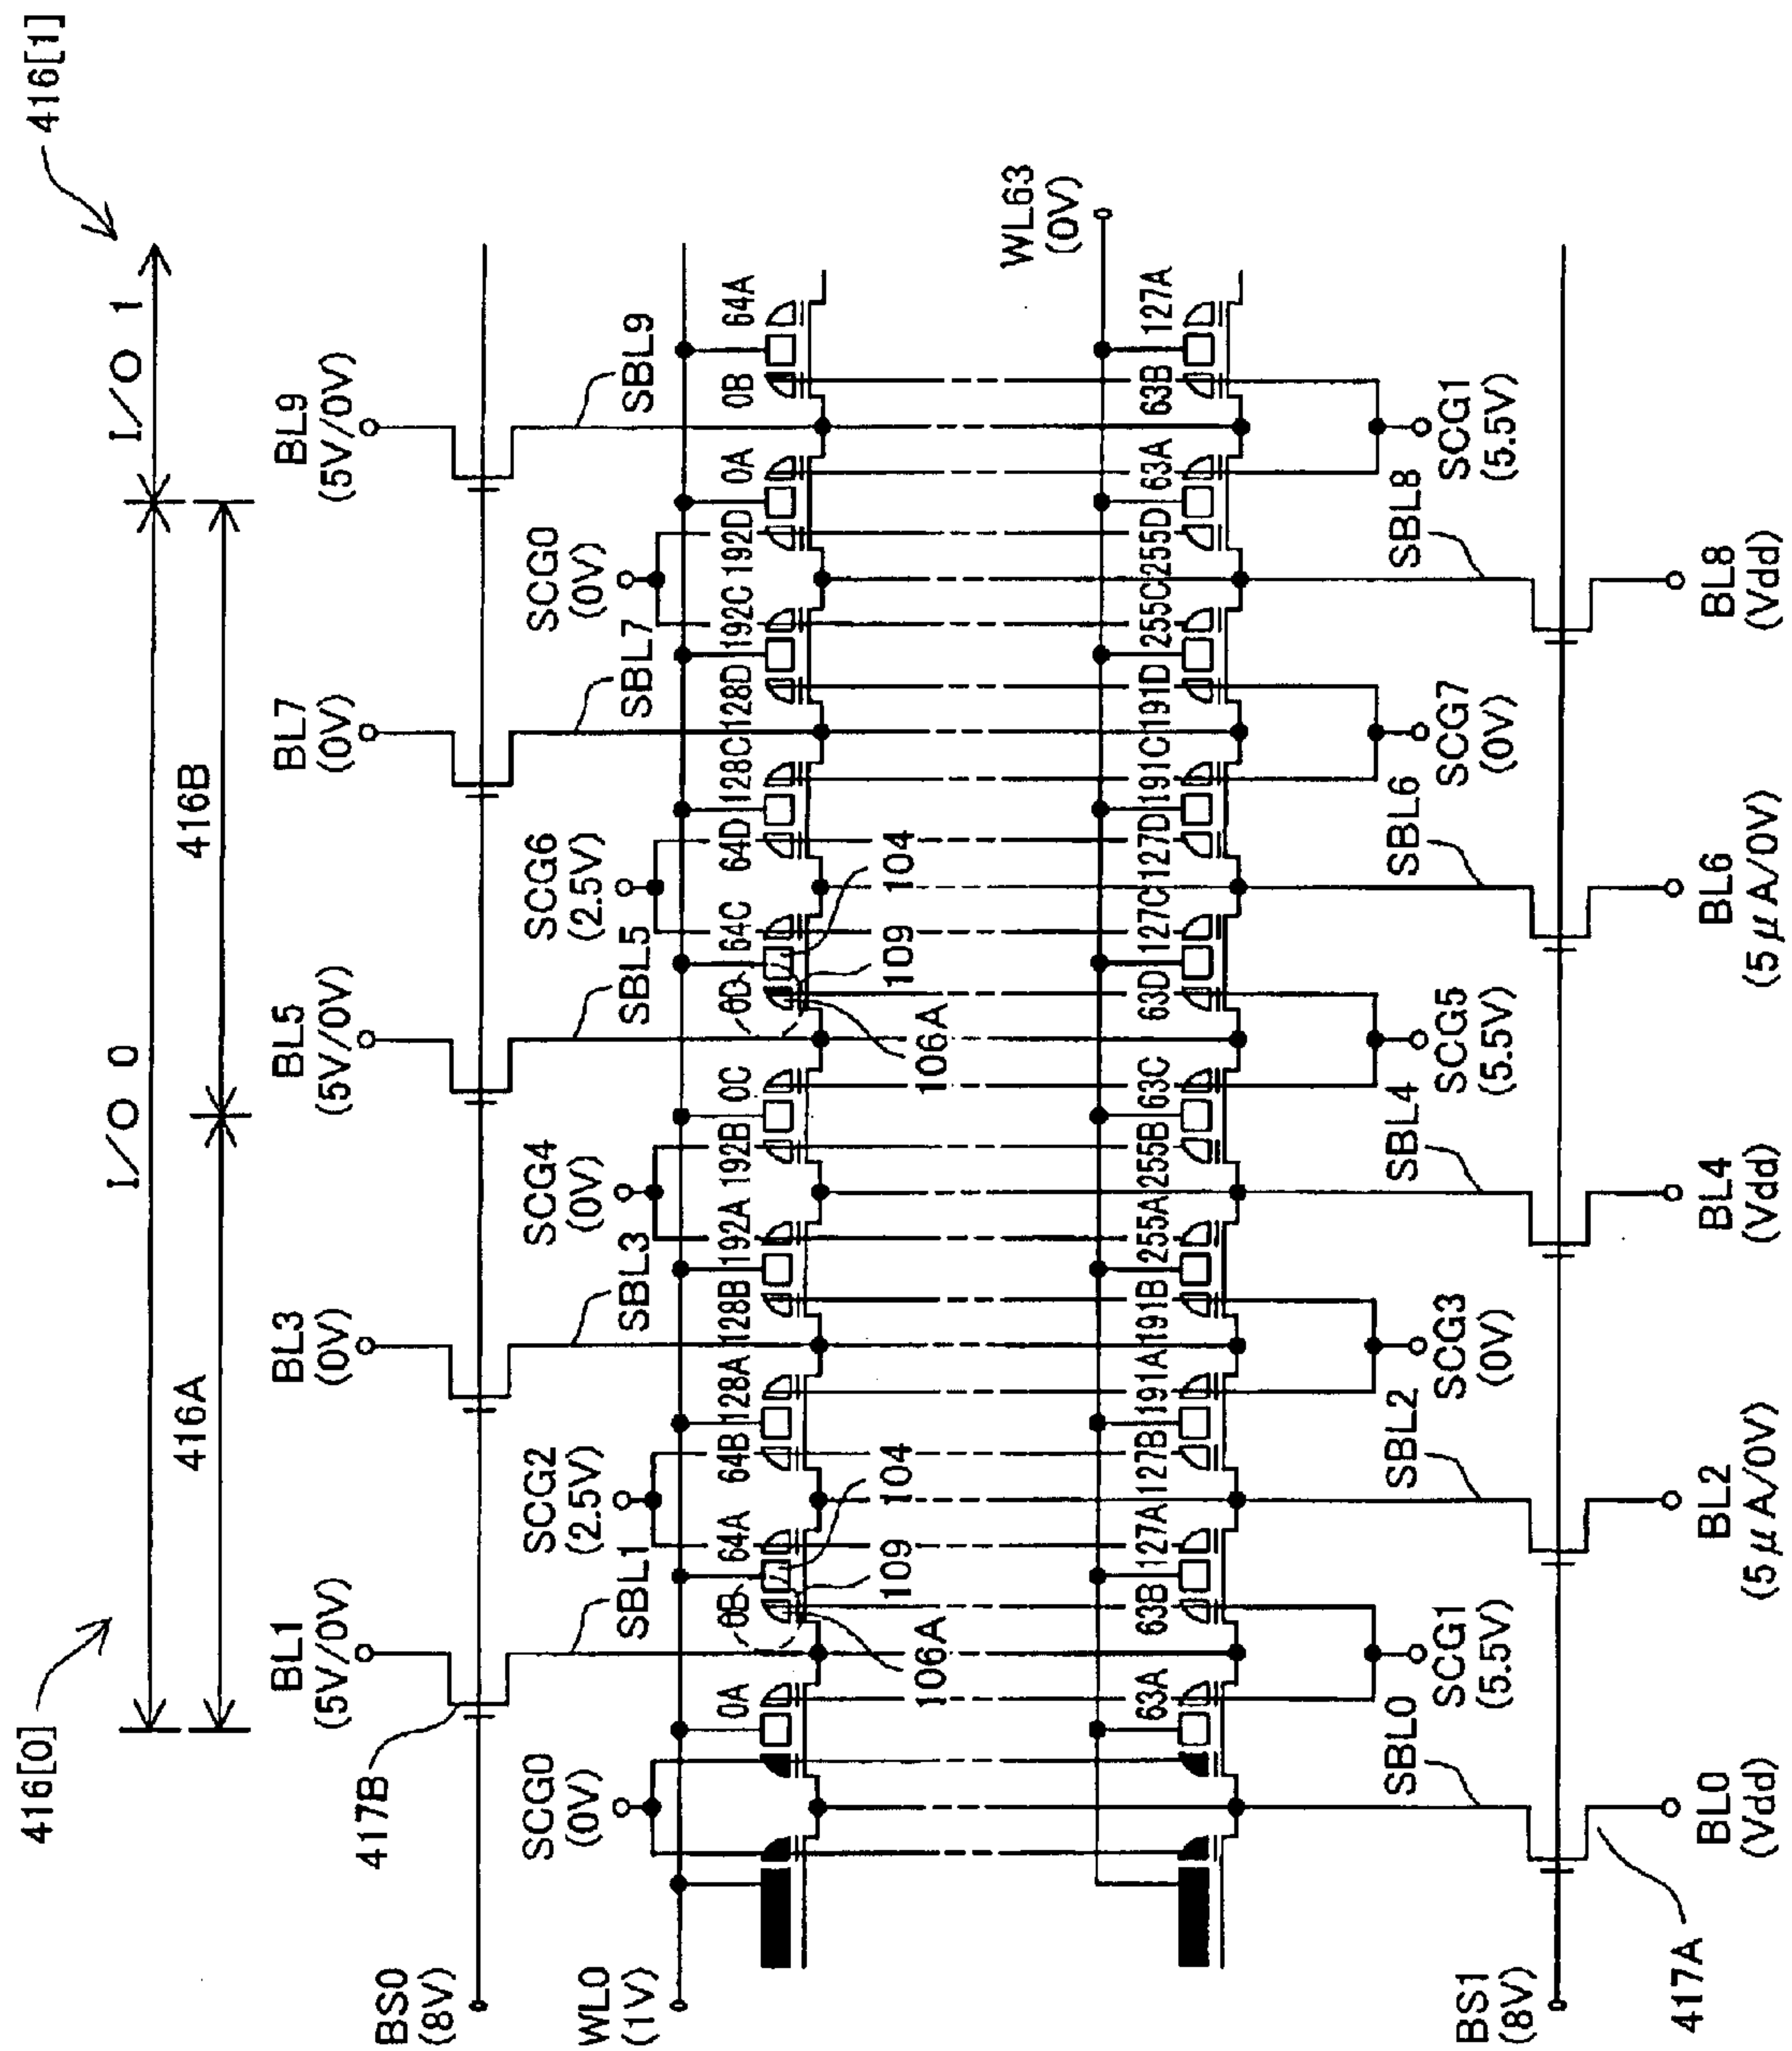 416[0]
416[1]
I/O 0
I/O 1
416A
416B
BL1
(5V/0V)
BL3
(0V)
BL5
(5V/0V)
BL7
(0V)
BL9
(5V/0V)
417B
BS0
(8V)
SCG0
(0V)
SBL1
SCG2
(2.5V)
SBL3
SCG4
(0V)
SBL5
SCG6
(2.5V)
SBL7
SCG0
(0V)
SBL9
WL0
(1V)
0A
0B
64A
64B
128A
128B
192A
192B
0C
0D
64C
64D
128C
128D
192C
192D
0A
0B
64A
106A
109
104
106A
109
104
WL63
(0V)
63A
63B
127A
127B
191A
191B
255A
255B
63C
63D
127C
127D
191C
191D
255C
255D
63A
63B
127A
SBL0
SCG1
(5.5V)
SBL2
SCG3
(0V)
SBL4
SCG5
(5.5V)
SBL6
SCG7
(0V)
SBL8
SCG1
(5.5V)
BS1
(8V)
417A
BL0
(Vdd)
BL2
(5μA/0V)
BL4
(Vdd)
BL6
(5μA/0V)
BL8
(Vdd)